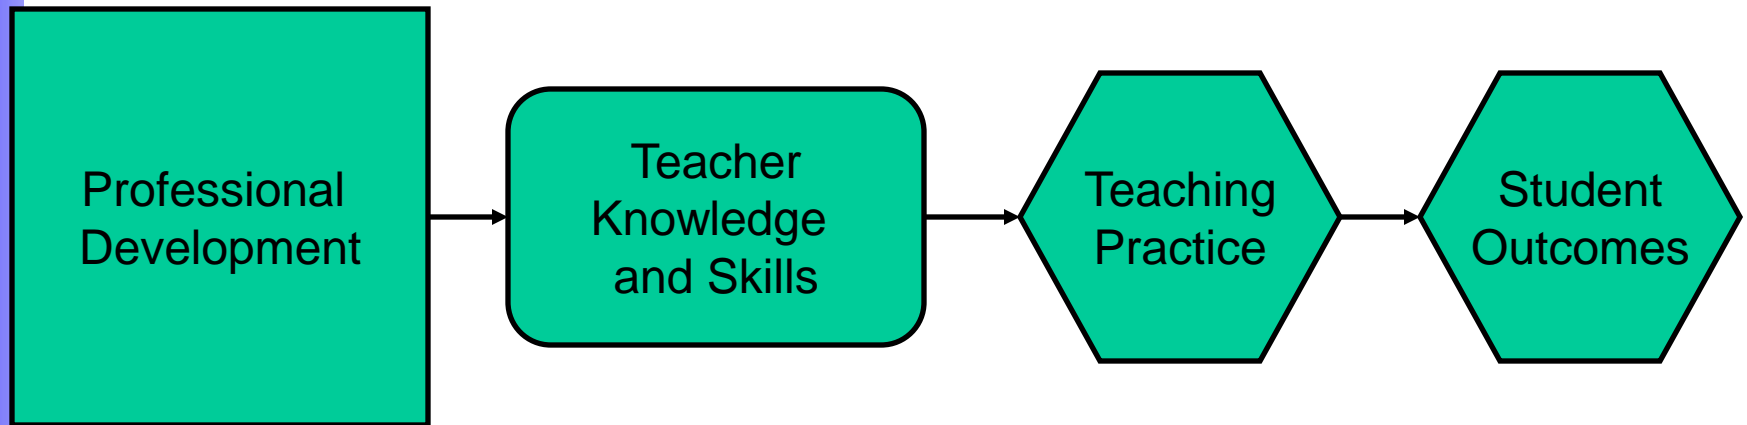 Professional
Development
Teacher
Knowledge
and Skills
Teaching
Practice
Student
Outcomes